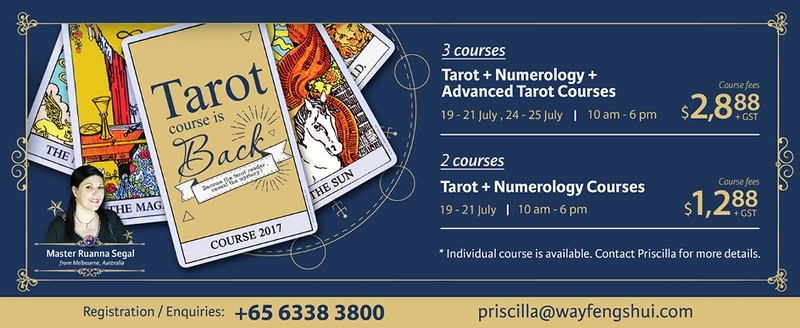 Tarot
course is
Back
Become the tarot reader,
reveal the mystery!
COURSE 2017
THE MAG
THE SUN
Master Ruanna Segal
from Melbourne, Australia
3 courses
Tarot + Numerology +
Advanced Tarot Courses
19 - 21 July , 24 - 25 July | 10 am - 6 pm
Course fees
$2,888
+ GST
2 courses
Tarot + Numerology Courses
19 - 21 July | 10 am - 6 pm
Course fees
$1,288
+ GST
* Individual course is available. Contact Priscilla for more details.
Registration / Enquiries: +65 6338 3800
priscilla@wayfengshui.com